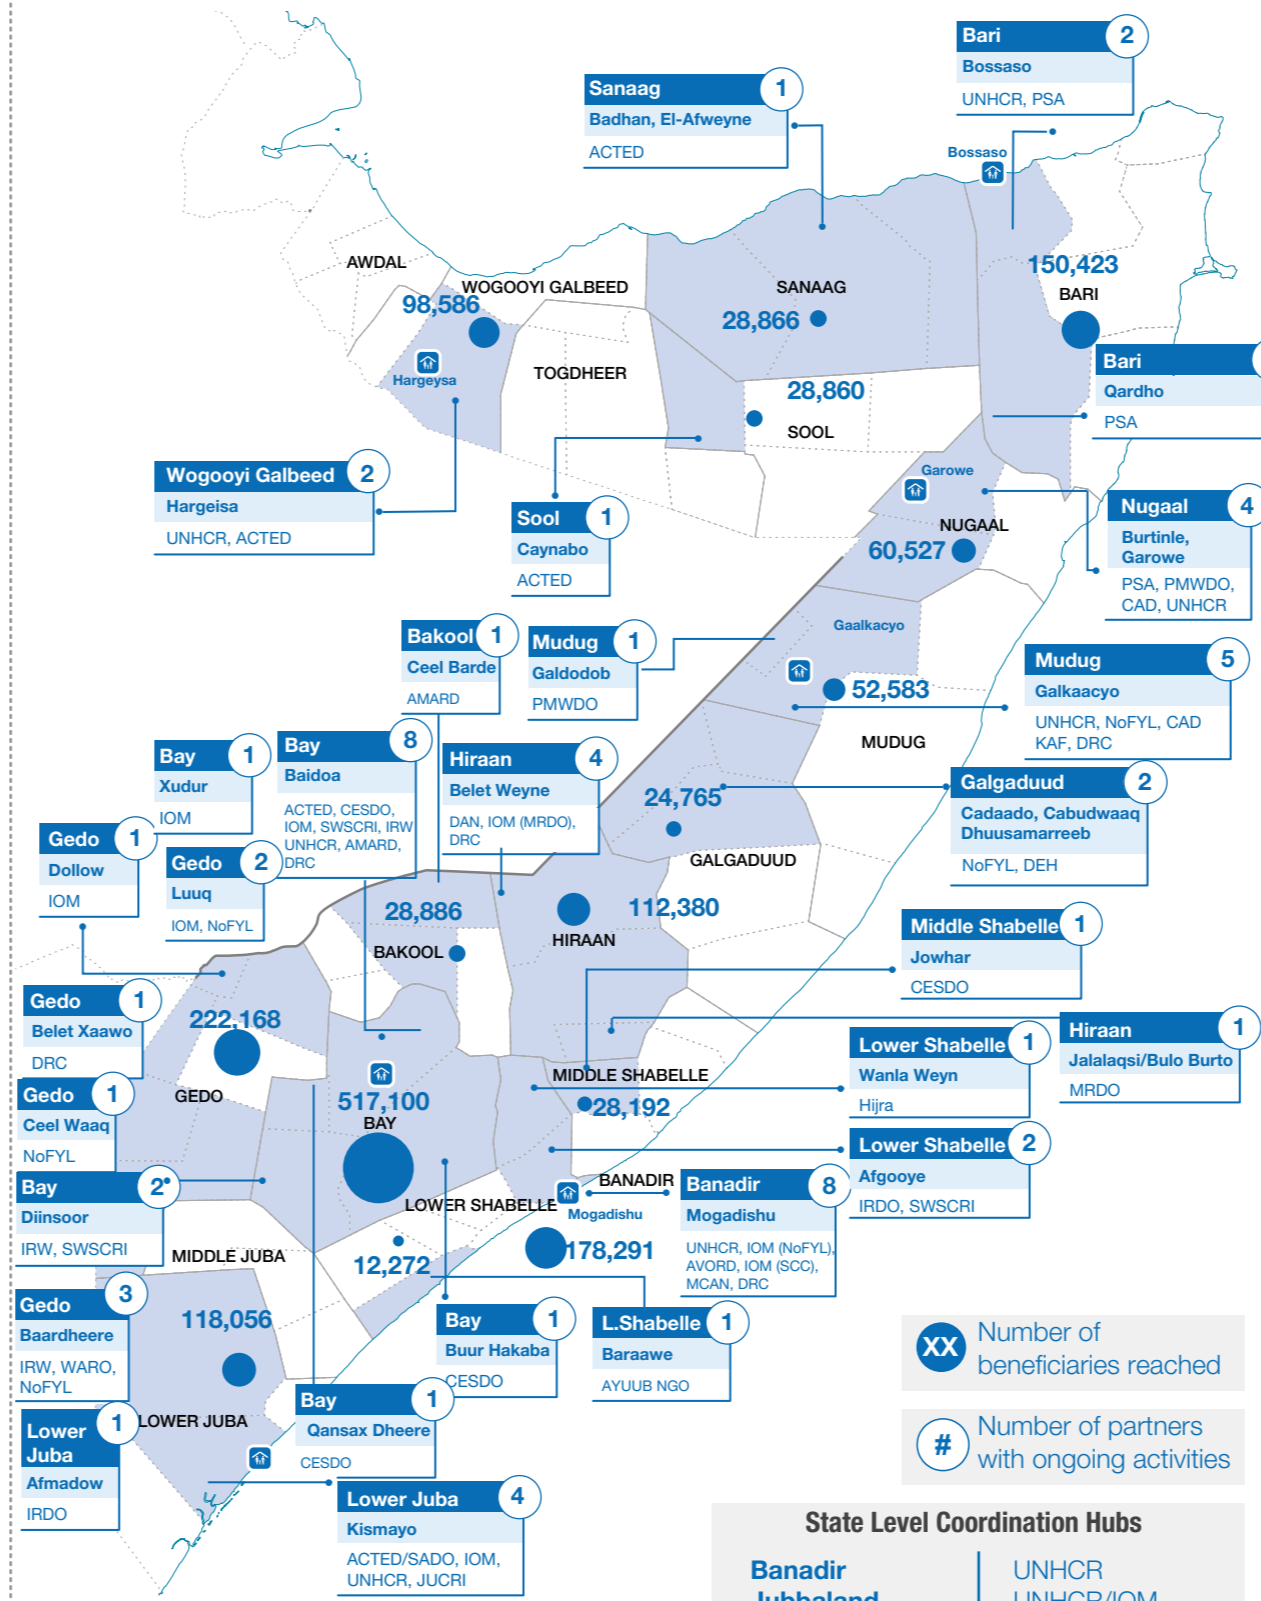 Bari 2
Bossaso
UNHCR, PSA
Sanaag 1
Badhan, El-Afweyne
ACTED
Bossaso
AWDAL
WOGOOYI GALBEED
98,586
Hargeysa
TOGDHEER
SANAAG
28,866
150,423
BARI
28,860
SOOL
Bari
Qardho
PSA
Wogooyi Galbeed 2
Hargeisa
UNHCR, ACTED
Sool 1
Caynabo
ACTED
Garowe
NUGAAL
60,527
Nugaal 4
Burtinle,
Garowe
PSA, PMWDO,
CAD, UNHCR
Bakool 1
Ceel Barde
AMARD
Mudug 1
Galdodob
PMWDO
Gaalkacyo
52,583
MUDUG
Mudug 5
Galkaacyo
UNHCR, NoFYL, CAD
KAF, DRC
Bay 1
Xudur
IOM
Bay 8
Baidoa
ACTED, CESDO,
IOM, SWSCRI, IRW
UNHCR, AMARD,
DRC
Hiraan 4
Belet Weyne
DAN, IOM (MRDO),
DRC
24,765
GALGADUUD
Galgaduud 2
Cadaado, Cabudwaaq
Dhuusamarreeb
NoFYL, DEH
Gedo 1
Dollow
IOM
Gedo 2
Luuq
IOM, NoFYL
28,886
BAKOOL
112,380
HIRAAN
Middle Shabelle 1
Jowhar
CESDO
Gedo 1
Belet Xaawo
DRC
222,168
GEDO
Hiraan 1
Jalalaqsi/Bulo Burto
MRDO
Lower Shabelle 1
Wanla Weyn
Hijra
MIDDLE SHABELLE
28,192
Gedo 1
Ceel Waaq
NoFYL
517,100
BAY
Lower Shabelle 2
Afgooye
IRDO, SWSCRI
Bay 2
Diinsoor
IRW, SWSCRI
LOWER SHABELLE
BANADIR
Mogadishu
Banadir 8
Mogadishu
UNHCR, IOM (NoFYL),
AVORD, IOM (SCC),
MCAN, DRC
178,291
MIDDLE JUBA
12,272
Gedo 3
Baardheere
IRW, WARO,
NoFYL
118,056
LOWER JUBA
Bay 1
Buur Hakaba
CESDO
L.Shabelle 1
Baraawe
AYUUB NGO
Bay 1
Qansax Dheere
CESDO
Lower
Juba 1
Afmadow
IRDO
Lower Juba 4
Kismayo
ACTED/SADO, IOM,
UNHCR, JUCRI
XX Number of
beneficiaries reached
# Number of partners
with ongoing activities
State Level Coordination Hubs
Banadir UNHCR
Jubbaland UNHCR/IOM